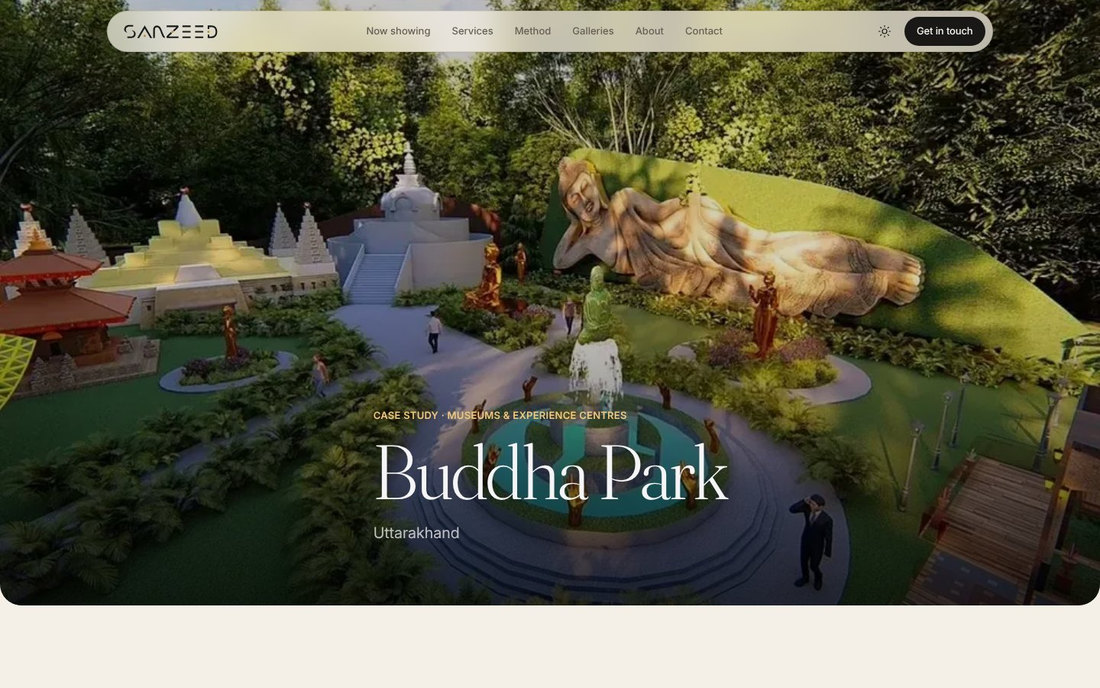 SANZEED
Now showing
Services
Method
Galleries
About
Contact
Get in touch
CASE STUDY · MUSEUMS & EXPERIENCE CENTRES
Buddha Park
Uttarakhand